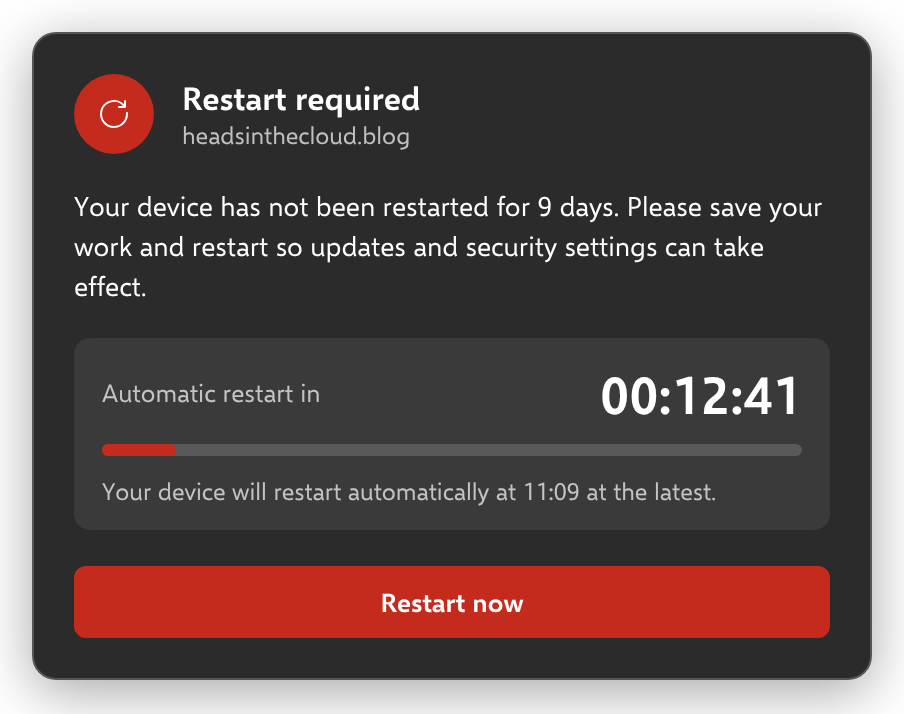 Restart required
headsinthecloud.blog
Your device has not been restarted for 9 days. Please save your
work and restart so updates and security settings can take
effect.
Automatic restart in
00:12:41
Your device will restart automatically at 11:09 at the latest.
Restart now